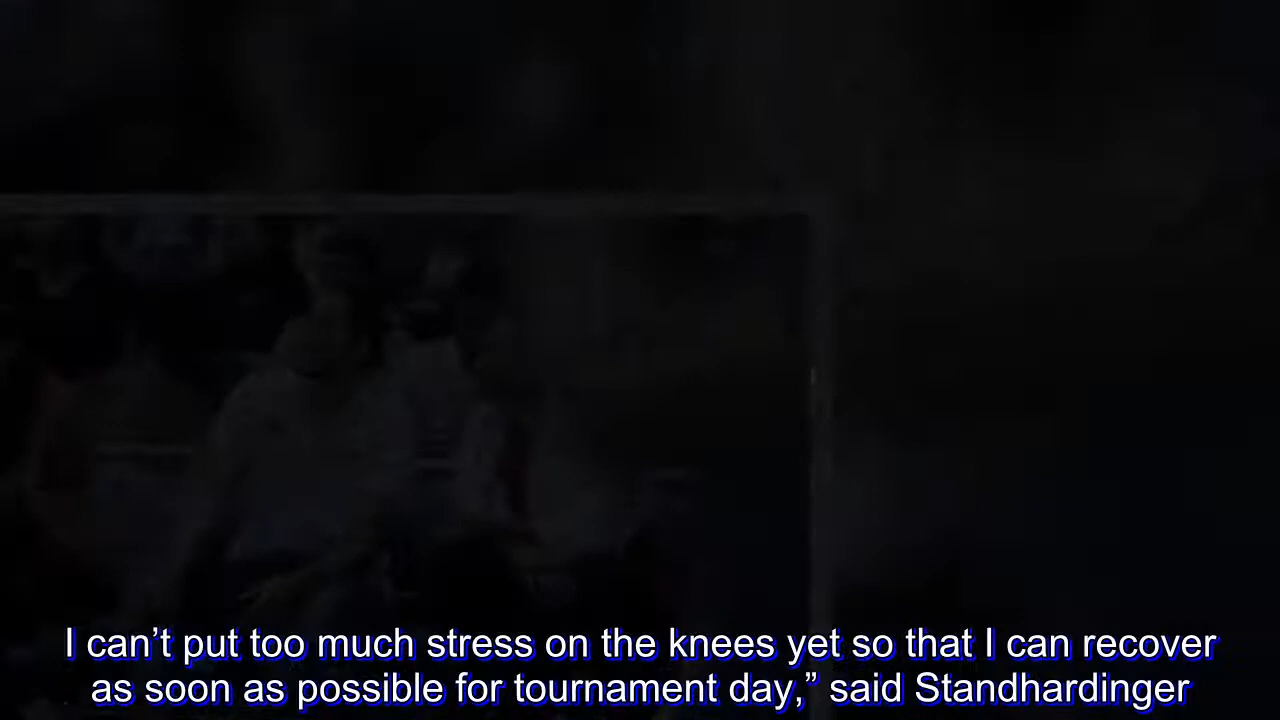 I can’t put too much stress on the knees yet so that I can recover
as soon as possible for tournament day,” said Standhardinger